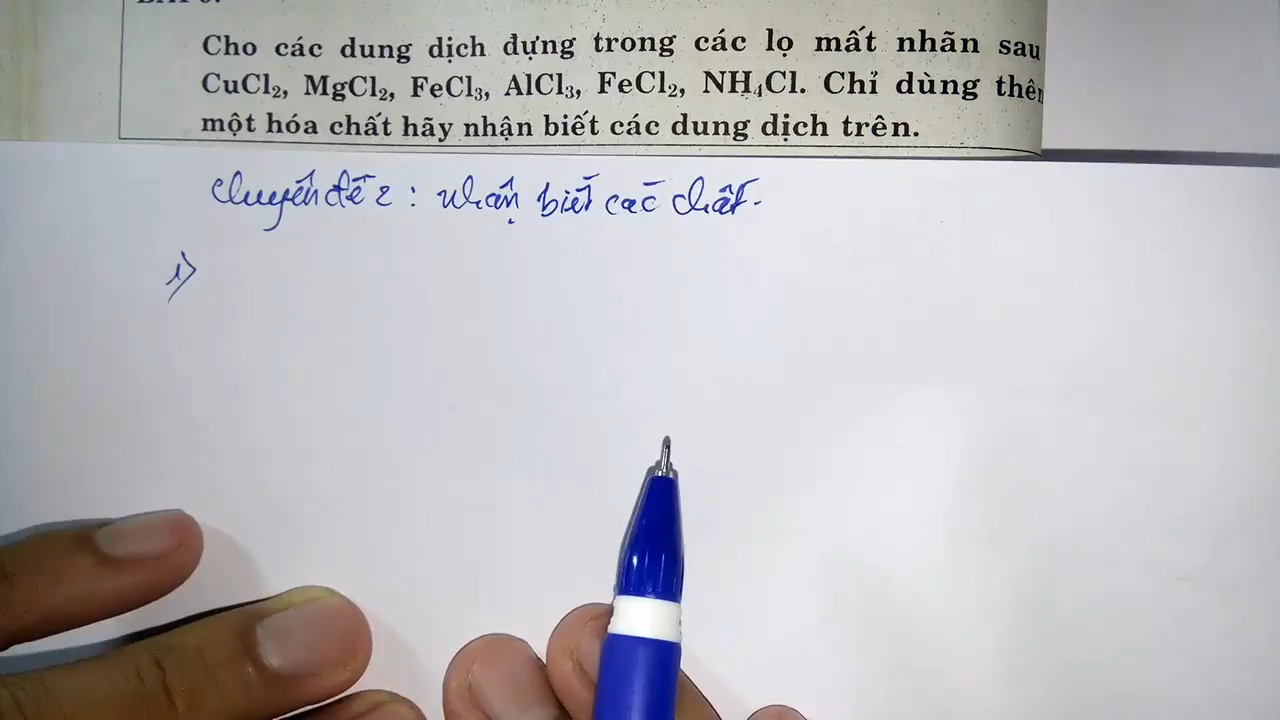 Cho các dung dịch đựng trong các lọ mất nhãn sau
CuCl₂, MgCl₂, FeCl₃, AlCl₃, FeCl₂, NH₄Cl. Chỉ dùng thêm
một hóa chất hãy nhận biết các dung dịch trên.
Chuyên đề 2 : Nhận biết các chất.
1)